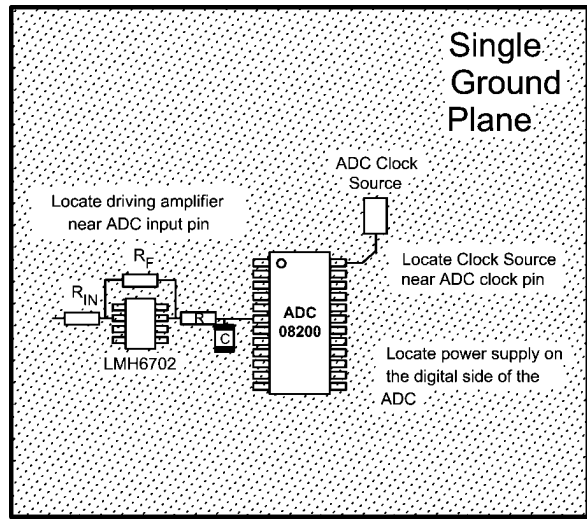 Single
Ground
Plane
ADC Clock
Source
Locate driving amplifier
near ADC input pin
RF
RIN
R
C
LMH6702
ADC
08200
Locate Clock Source
near ADC clock pin
Locate power supply on
the digital side of the
ADC